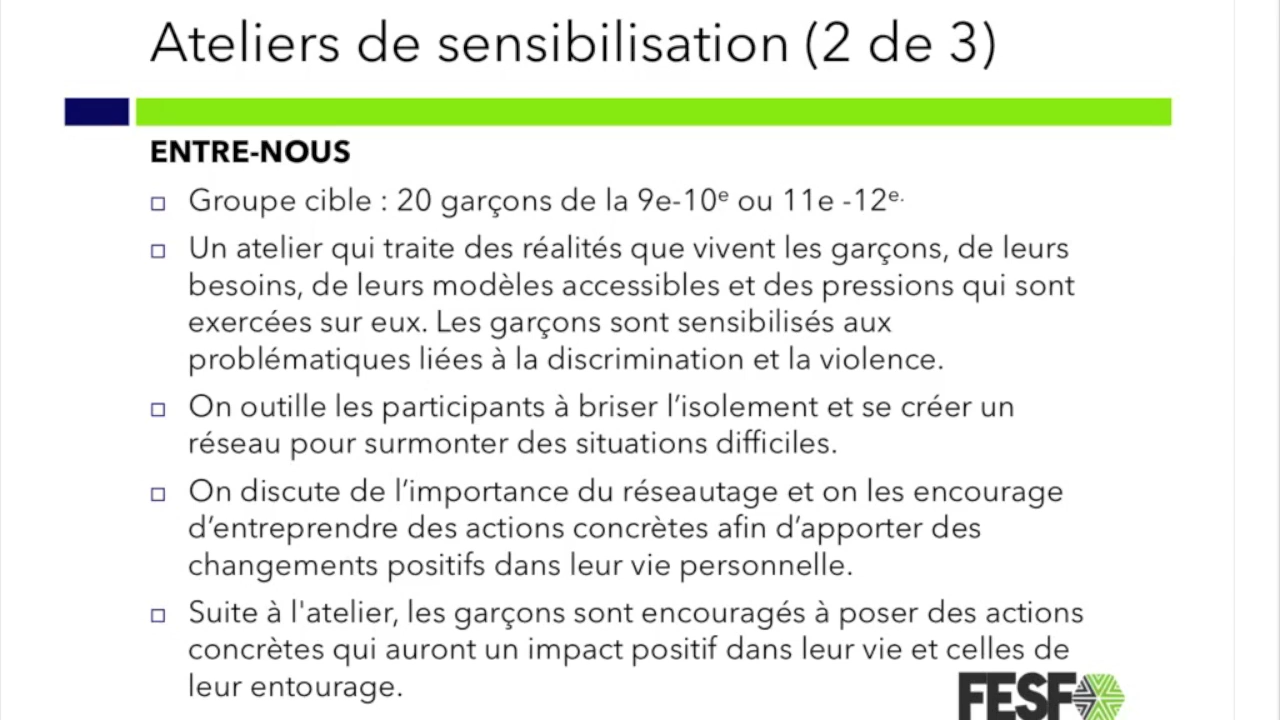 Ateliers de sensibilisation (2 de 3)
ENTRE-NOUS
Groupe cible : 20 garçons de la 9e-10ᵉ ou 11e -12ᵉ·
Un atelier qui traite des réalités que vivent les garçons, de leurs
besoins, de leurs modèles accessibles et des pressions qui sont
exercées sur eux. Les garçons sont sensibilisés aux
problématiques liées à la discrimination et la violence.
On outille les participants à briser l’isolement et se créer un
réseau pour surmonter des situations difficiles.
On discute de l’importance du réseautage et on les encourage
d’entreprendre des actions concrètes afin d’apporter des
changements positifs dans leur vie personnelle.
Suite à l'atelier, les garçons sont encouragés à poser des actions
concrètes qui auront un impact positif dans leur vie et celles de
leur entourage.
FESFO